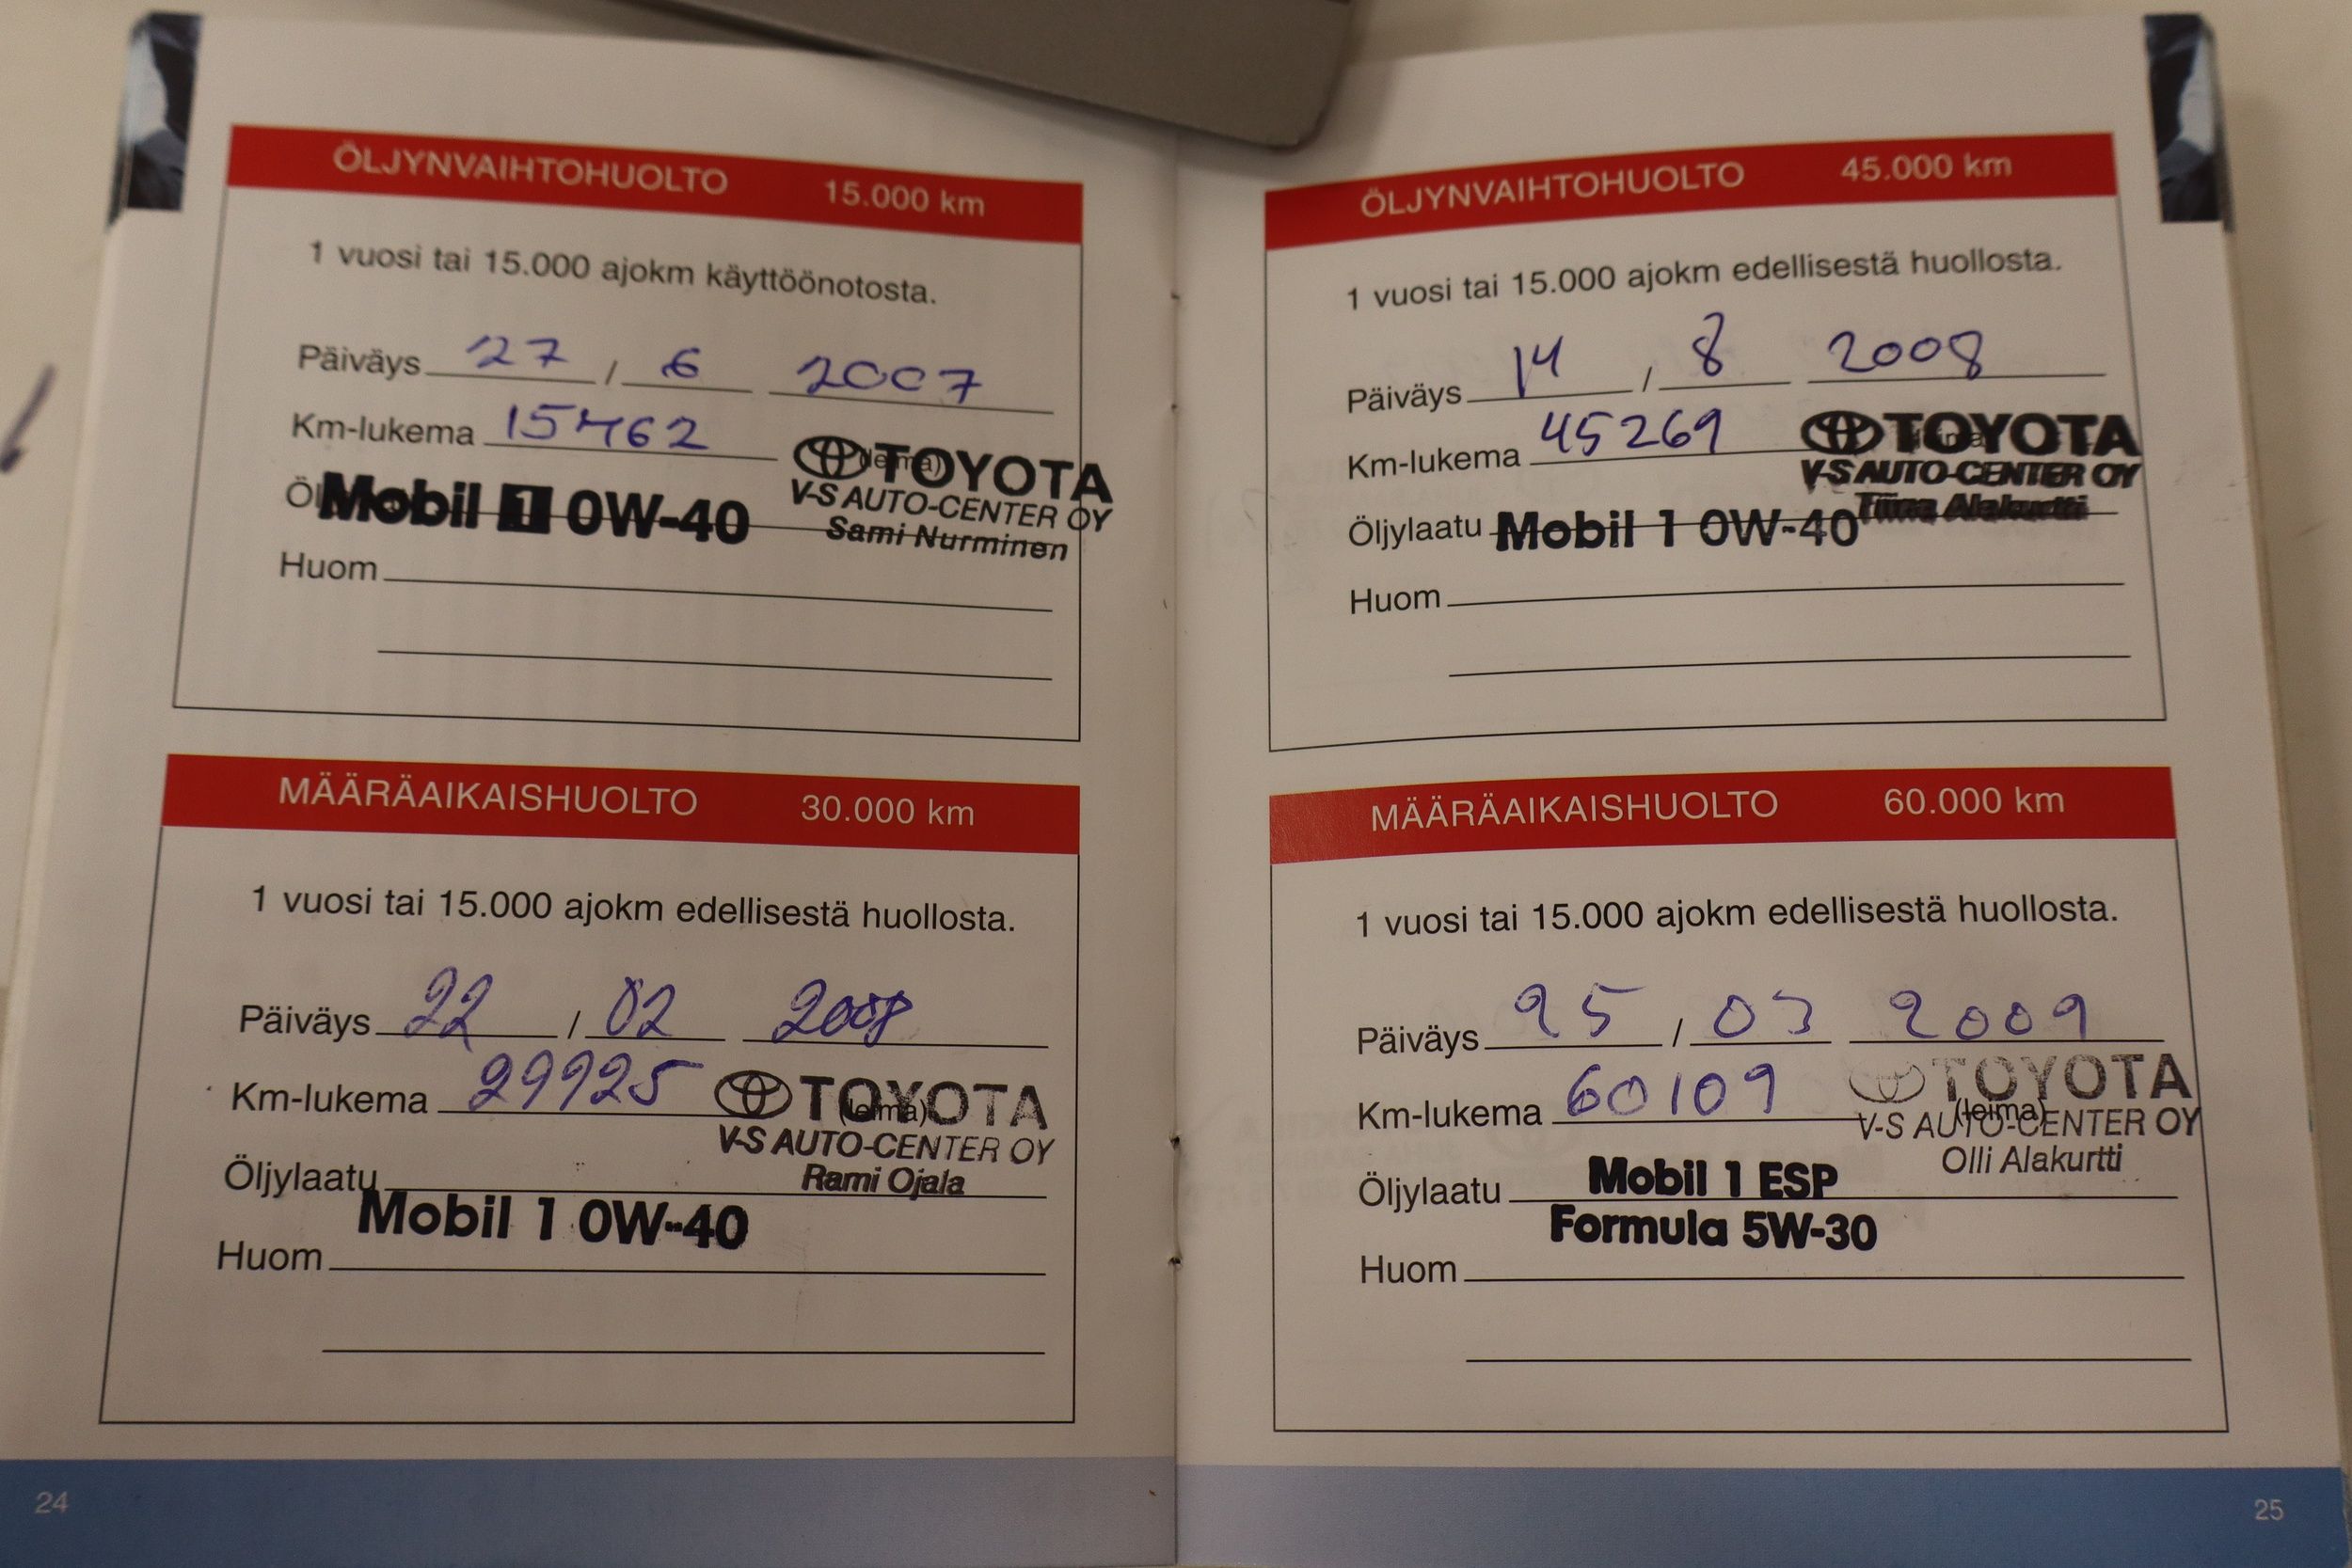 ÖLJYNVAIHTOHUOLTO 15.000 km
1 vuosi tai 15.000 ajokm käyttöönotosta.
Päiväys 27 / 6 2007
Km-lukema 15462
(leima)
TOYOTA
V-S AUTO-CENTER OY
Sami Nurminen
Mobil 1 0W-40
Huom
MÄÄRÄAIKAISHUOLTO 30.000 km
1 vuosi tai 15.000 ajokm edellisestä huollosta.
Päiväys 22 / 02 2008
Km-lukema 29925
(leima)
TOYOTA
V-S AUTO-CENTER OY
Rami Ojala
Öljylaatu
Mobil 1 0W-40
Huom
24
ÖLJYNVAIHTOHUOLTO 45.000 km
1 vuosi tai 15.000 ajokm edellisestä huollosta.
Päiväys 14 / 8 2008
Km-lukema 45269
TOYOTA
V-S AUTO-CENTER OY
Tiina Alakurtti
Öljylaatu Mobil 1 0W-40
Huom
MÄÄRÄAIKAISHUOLTO 60.000 km
1 vuosi tai 15.000 ajokm edellisestä huollosta.
Päiväys 25 / 03 2009
Km-lukema 60109
(leima)
TOYOTA
V-S AUTO-CENTER OY
Olli Alakurtti
Öljylaatu Mobil 1 ESP
Formula 5W-30
Huom
25